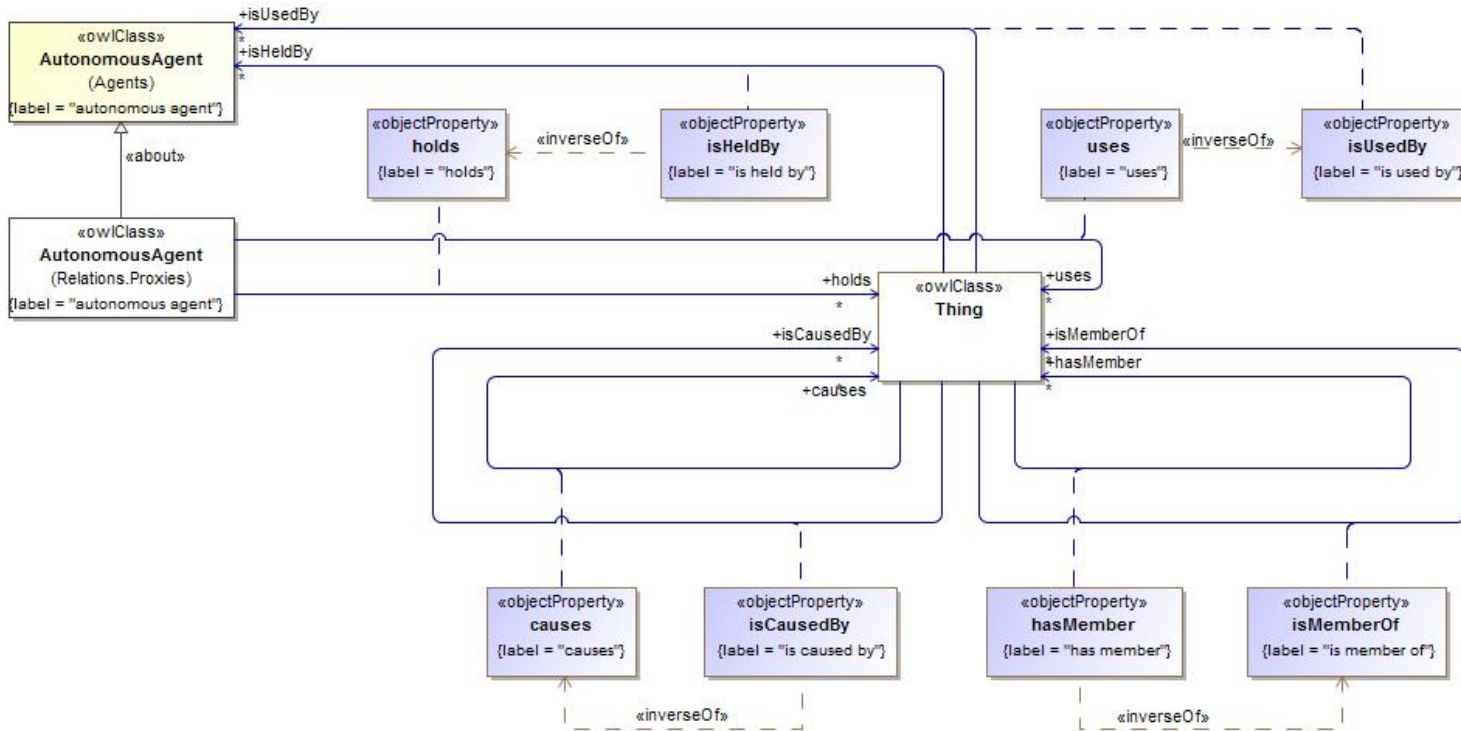 +isUsedBy
*
+isHeldBy
*
«owlClass»
AutonomousAgent
(Agents)
{label = "autonomous agent"}
«about»
«objectProperty»
holds
{label = "holds"}
«inverseOf»
«objectProperty»
isHeldBy
{label = "is held by"}
«objectProperty»
uses
{label = "uses"}
«inverseOf»
«objectProperty»
isUsedBy
{label = "is used by"}
«owlClass»
AutonomousAgent
(Relations.Proxies)
{label = "autonomous agent"}
+holds
*
«owlClass»
Thing
+uses
*
+isCausedBy
*
+causes
*
+isMemberOf
*
+hasMember
*
«objectProperty»
causes
{label = "causes"}
«objectProperty»
isCausedBy
{label = "is caused by"}
«objectProperty»
hasMember
{label = "has member"}
«objectProperty»
isMemberOf
{label = "is member of"}
«inverseOf»
«inverseOf»